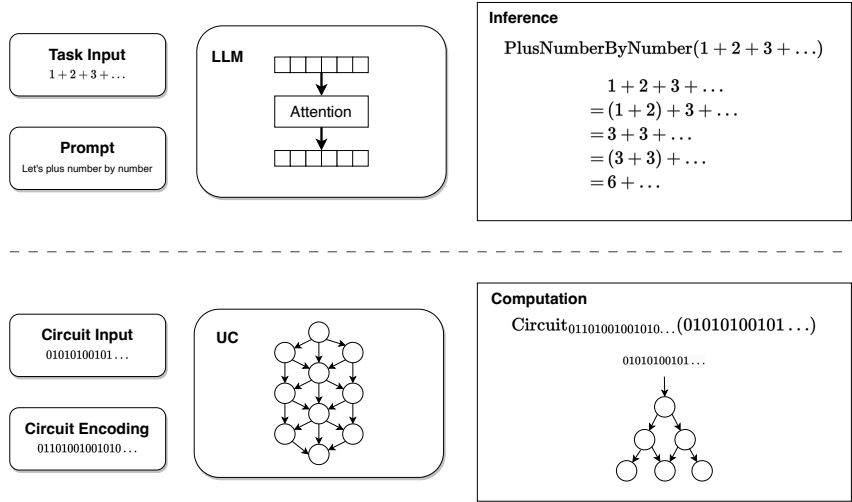 Task Input
1 + 2 + 3 + ...
Prompt
Let's plus number by number
LLM
Attention
Inference
PlusNumberByNumber(1 + 2 + 3 + ...)
1 + 2 + 3 + ...
= (1 + 2) + 3 + ...
= 3 + 3 + ...
= (3 + 3) + ...
= 6 + ...
Circuit Input
01010100101 ...
Circuit Encoding
01101001001010 ...
UC
Computation
Circuit01101001001010...(01010100101 ...)
01010100101 ...